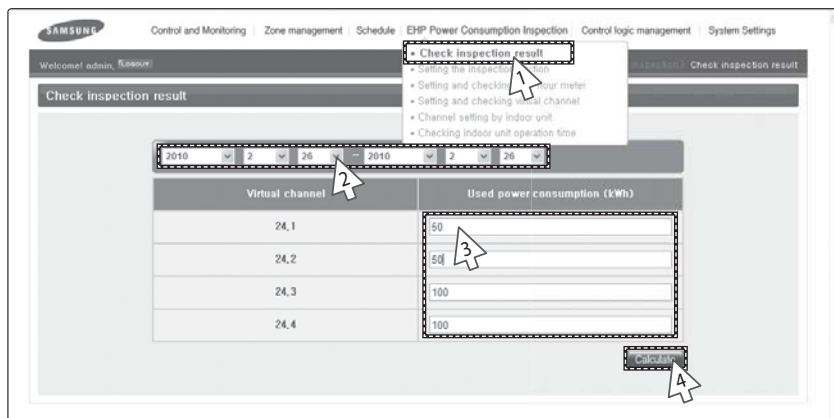 SAMSUNG
Control and Monitoring | Zone management | Schedule | EHP Power Consumption Inspection | Control logic management | System Settings
Welcome! admin,
Check inspection result
• Check inspection result
• Setting the inspection
• Setting and checking hour meter
• Setting and checking virtual channel
• Channel setting by indoor unit
• Checking indoor unit operation time
1
Check inspection result
2010 2 26 - 2010 2 26
2
Virtual channel Used power consumption (kWh)
24,1 50
3
24,2 50
24,3 100
24,4 100
Calculate
4